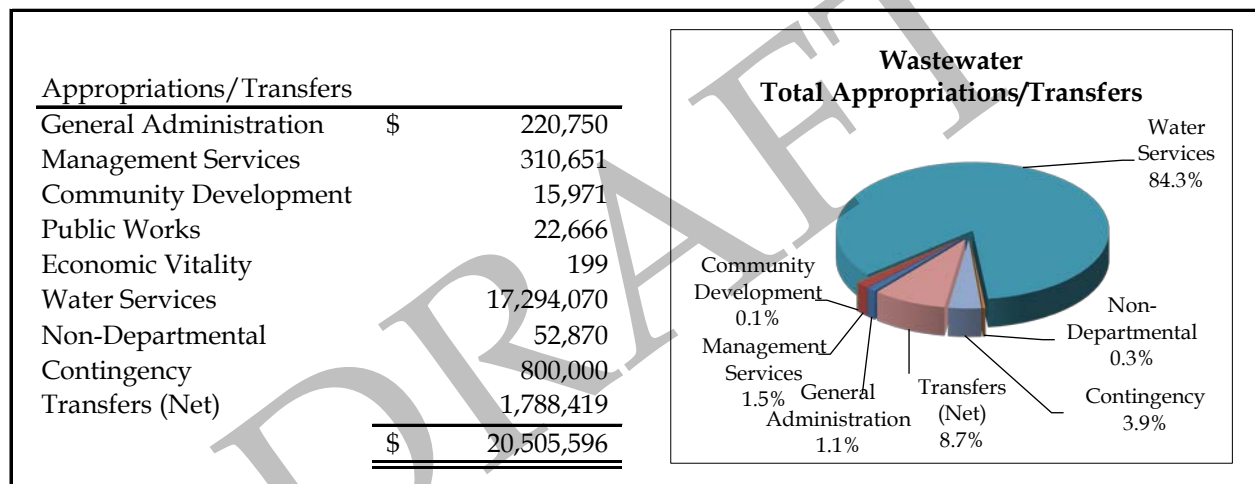 Appropriations/Transfers
General Administration $ 220,750
Management Services 310,651
Community Development 15,971
Public Works 22,666
Economic Vitality 199
Water Services 17,294,070
Non-Departmental 52,870
Contingency 800,000
Transfers (Net) 1,788,419
$ 20,505,596
Wastewater
Total Appropriations/Transfers
Water
Services
84.3%
Community
Development
0.1%
Management
Services
1.5%
General
Administration
1.1%
Transfers
(Net)
8.7%
Contingency
3.9%
Non-
Departmental
0.3%
DRAFT